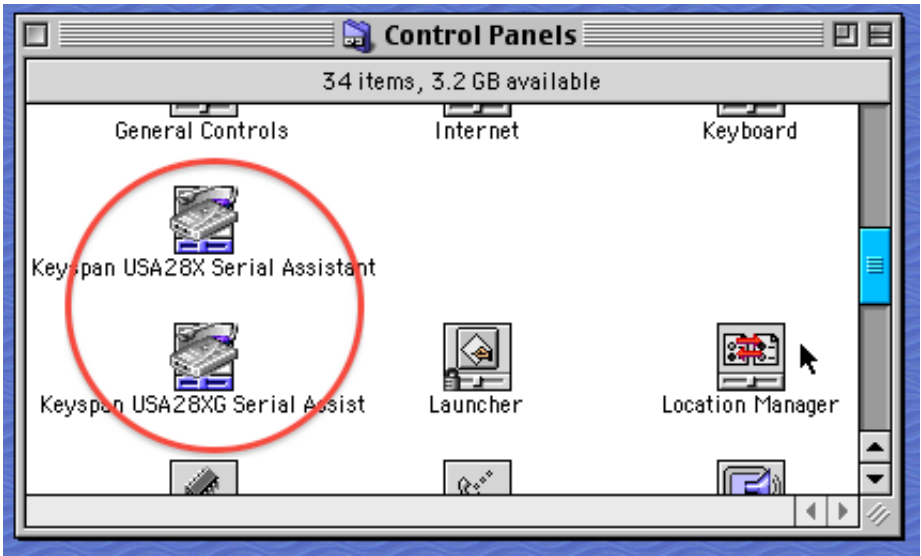 Control Panels
34 items, 3.2 GB available
General Controls
Internet
Keyboard
Keyspan USA28X Serial Assistant
Keyspan USA28XG Serial Assist
Launcher
Location Manager